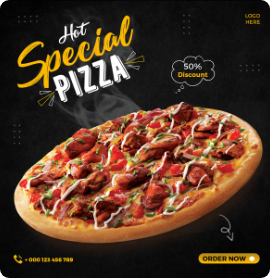 Hot
Special
PIZZA
LOGO
HERE
50%
Discount
+ 000 123 456 789
ORDER NOW